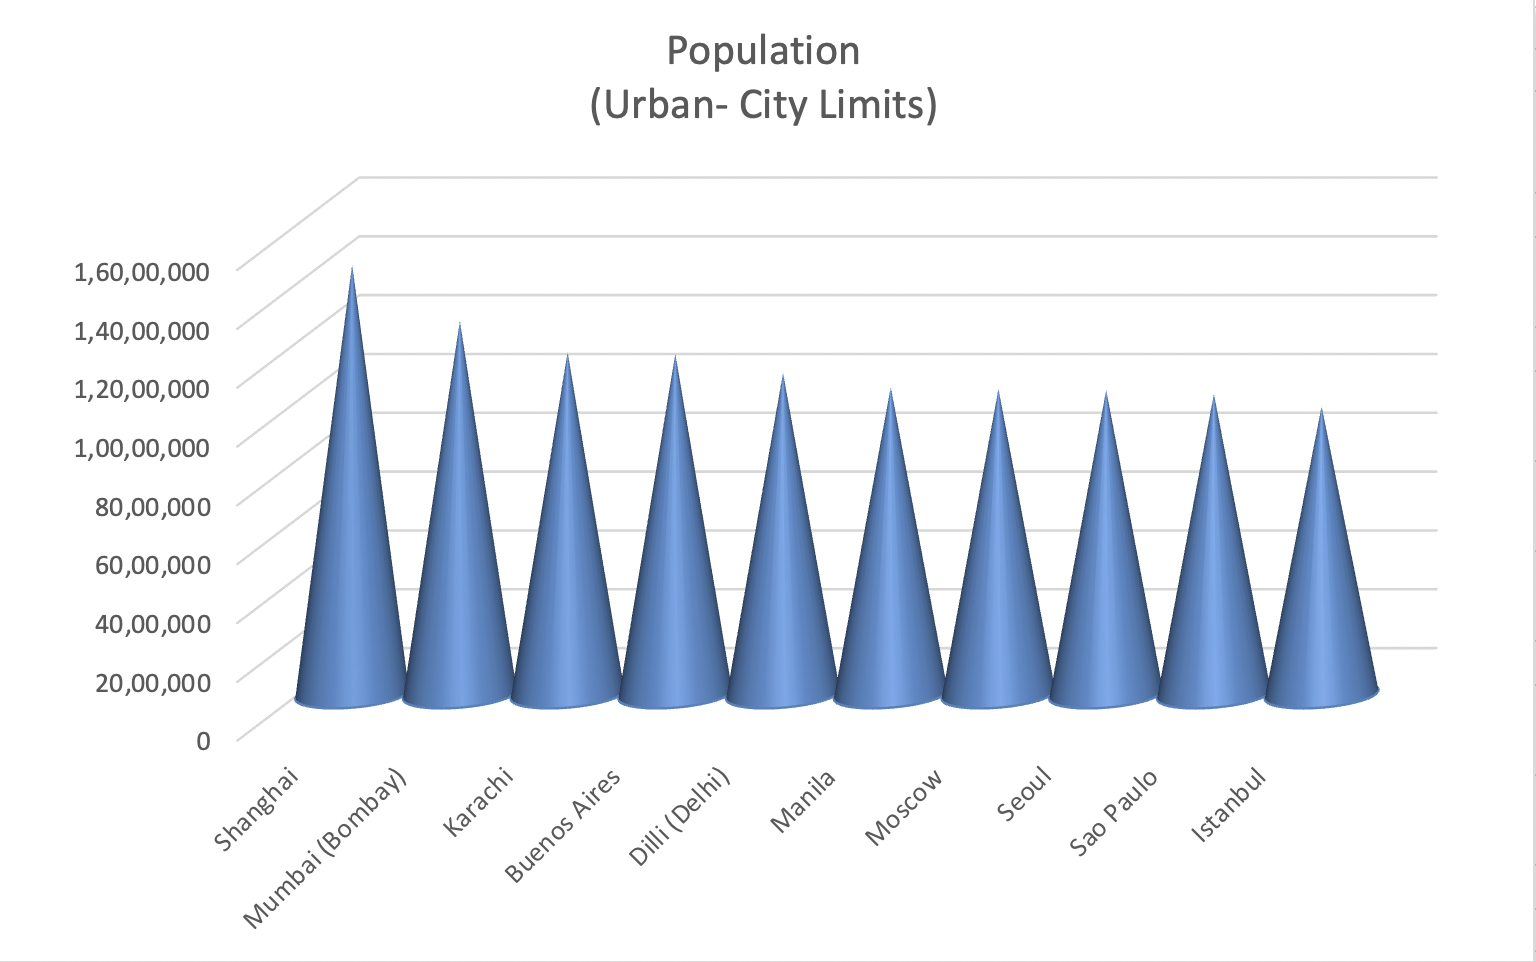 Population
(Urban- City Limits)
1,60,00,000
1,40,00,000
1,20,00,000
1,00,00,000
80,00,000
60,00,000
40,00,000
20,00,000
0
Shanghai
Mumbai (Bombay)
Karachi
Buenos Aires
Dilli (Delhi)
Manila
Moscow
Seoul
Sao Paulo
Istanbul